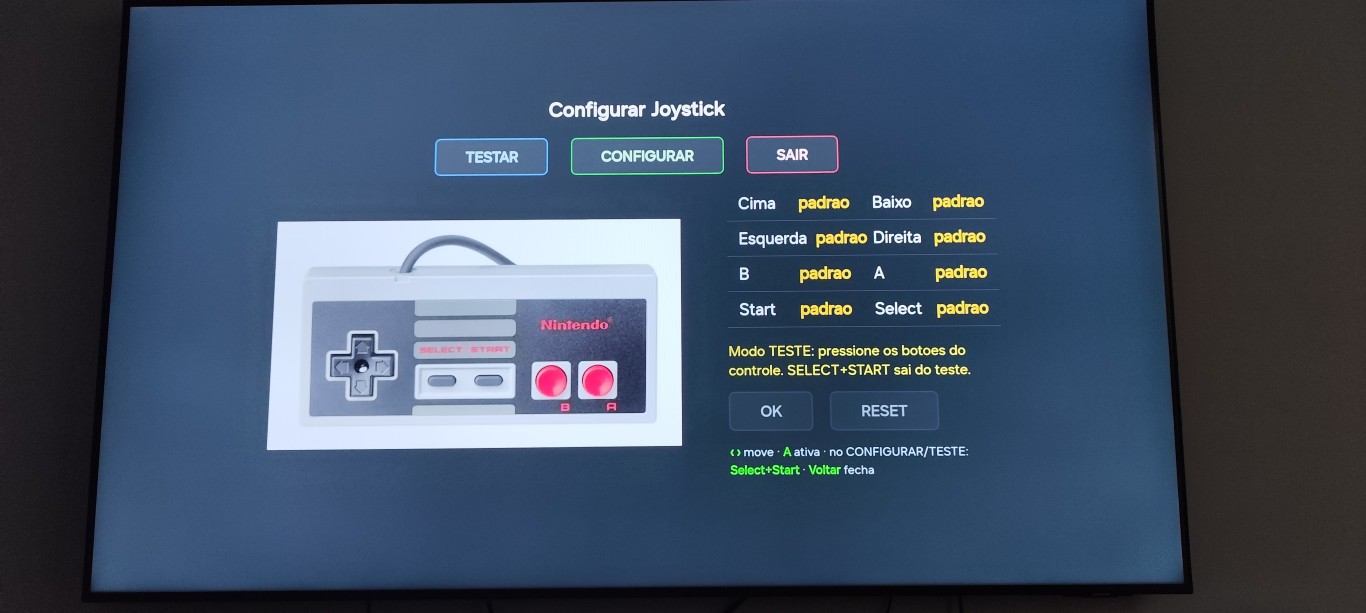 Configurar Joystick
TESTAR CONFIGURAR SAIR
Cima padrao Baixo padrao
Esquerda padrao Direita padrao
B padrao A padrao
Start padrao Select padrao
Nintendo®
SELECT START
B A
Modo TESTE: pressione os botoes do
controle. SELECT+START sai do teste.
OK RESET
‹ › move · A ativa · no CONFIGURAR/TESTE:
Select+Start · Voltar fecha